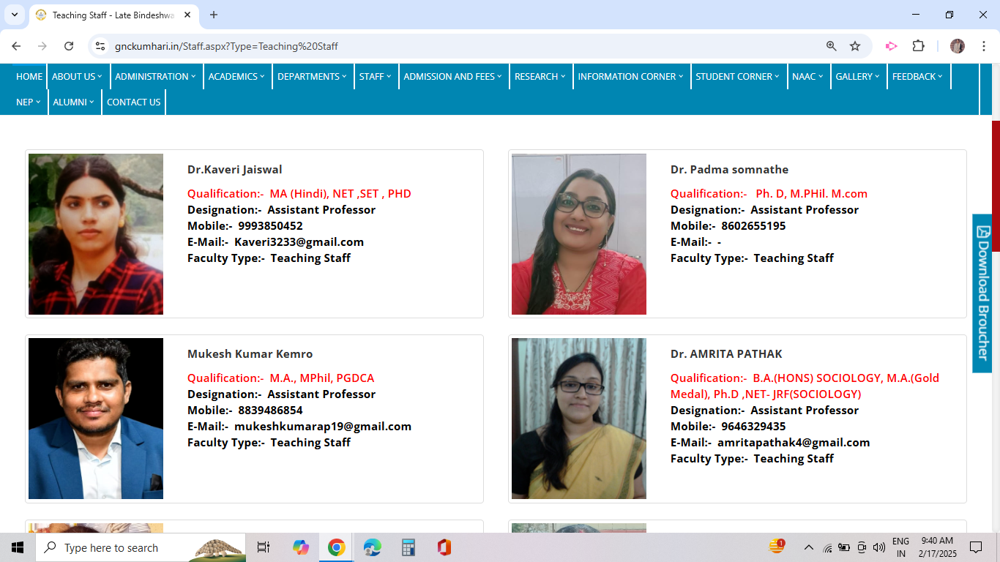 Teaching Staff - Late Bindeshwa
gnckumhari.in/Staff.aspx?Type=Teaching%20Staff
HOME ABOUT US ADMINISTRATION ACADEMICS DEPARTMENTS STAFF ADMISSION AND FEES RESEARCH INFORMATION CORNER STUDENT CORNER NAAC GALLERY FEEDBACK
NEP ALUMNI CONTACT US
Dr.Kaveri Jaiswal
Qualification:- MA (Hindi), NET ,SET , PHD
Designation:- Assistant Professor
Mobile:- 9993850452
E-Mail:- Kaveri3233@gmail.com
Faculty Type:- Teaching Staff
Dr. Padma somnathe
Qualification:- Ph. D, M.PHil. M.com
Designation:- Assistant Professor
Mobile:- 8602655195
E-Mail:- -
Faculty Type:- Teaching Staff
Mukesh Kumar Kemro
Qualification:- M.A., MPhil, PGDCA
Designation:- Assistant Professor
Mobile:- 8839486854
E-Mail:- mukeshkumarap19@gmail.com
Faculty Type:- Teaching Staff
Dr. AMRITA PATHAK
Qualification:- B.A.(HONS) SOCIOLOGY, M.A.(Gold
Medal), Ph.D ,NET- JRF(SOCIOLOGY)
Designation:- Assistant Professor
Mobile:- 9646329435
E-Mail:- amritapathak4@gmail.com
Faculty Type:- Teaching Staff
Download Broucher
Type here to search
1
ENG
IN
9:40 AM
2/17/2025